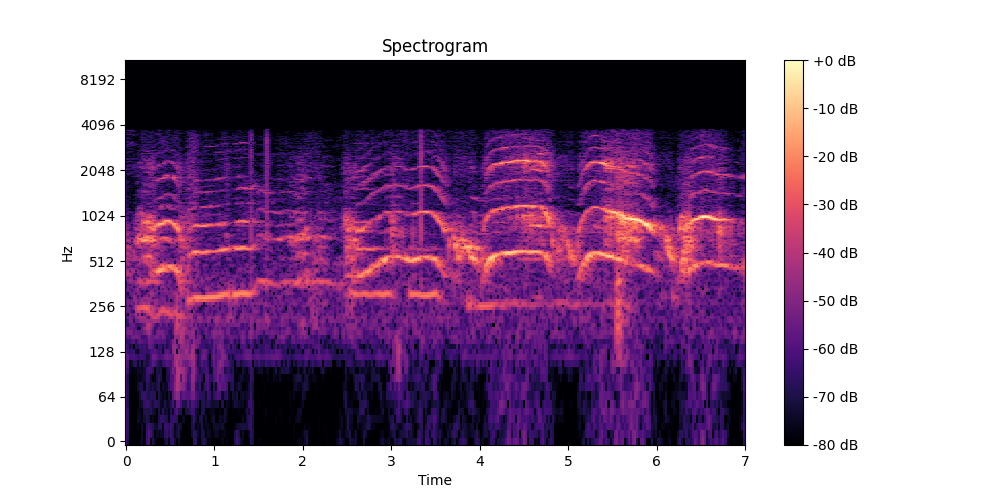 Spectrogram
Hz
8192
4096
2048
1024
512
256
128
64
0
0 1 2 3 4 5 6 7
Time
+0 dB
-10 dB
-20 dB
-30 dB
-40 dB
-50 dB
-60 dB
-70 dB
-80 dB